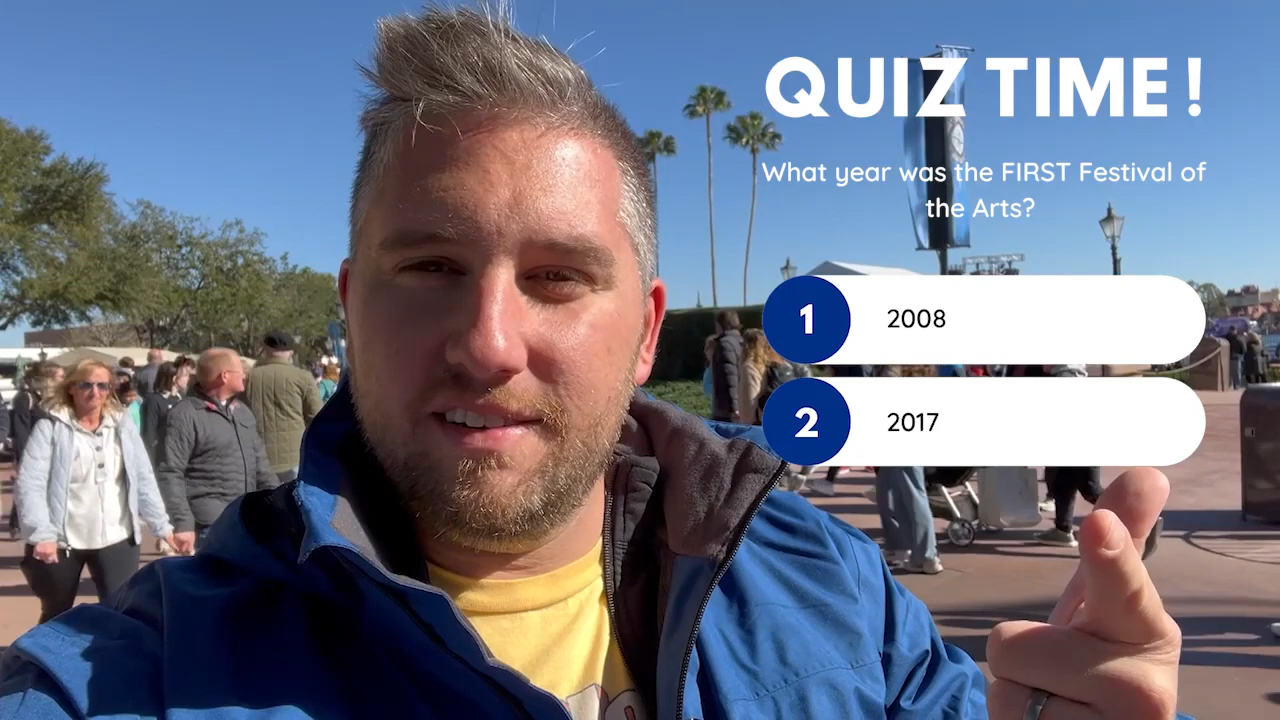 QUIZ TIME!
What year was the FIRST Festival of
the Arts?
1 2008
2 2017